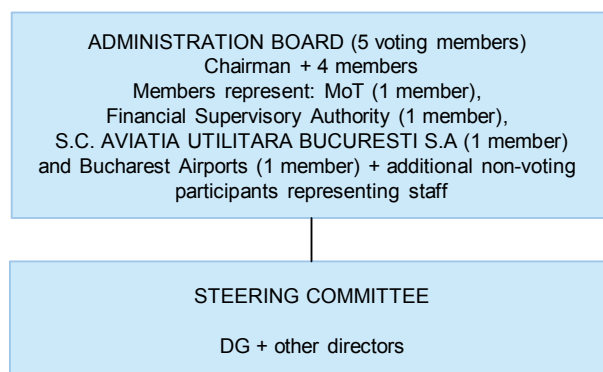 ADMINISTRATION BOARD (5 voting members)
Chairman + 4 members
Members represent: MoT (1 member),
Financial Supervisory Authority (1 member),
S.C. AVIATIA UTILITARA BUCURESTI S.A (1 member)
and Bucharest Airports (1 member) + additional non-voting
participants representing staff
STEERING COMMITTEE
DG + other directors